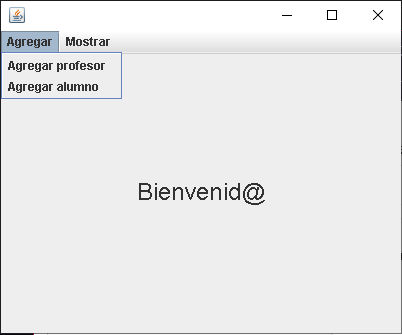 Agregar Mostrar
Agregar profesor
Agregar alumno
Bienvenid@